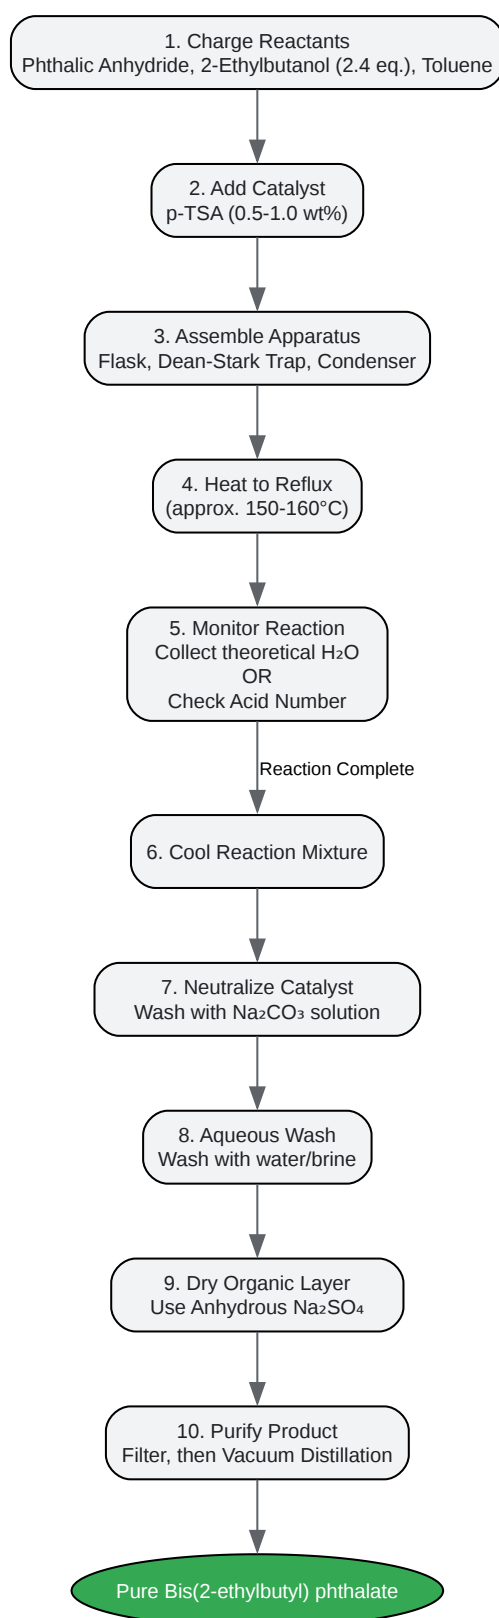 1. Charge Reactants
Phthalic Anhydride, 2-Ethylbutanol (2.4 eq.), Toluene
2. Add Catalyst
p-TSA (0.5-1.0 wt%)
3. Assemble Apparatus
Flask, Dean-Stark Trap, Condenser
4. Heat to Reflux
(approx. 150-160°C)
5. Monitor Reaction
Collect theoretical H₂O
OR
Check Acid Number
Reaction Complete
6. Cool Reaction Mixture
7. Neutralize Catalyst
Wash with Na₂CO₃ solution
8. Aqueous Wash
Wash with water/brine
9. Dry Organic Layer
Use Anhydrous Na₂SO₄
10. Purify Product
Filter, then Vacuum Distillation
Pure Bis(2-ethylbutyl) phthalate